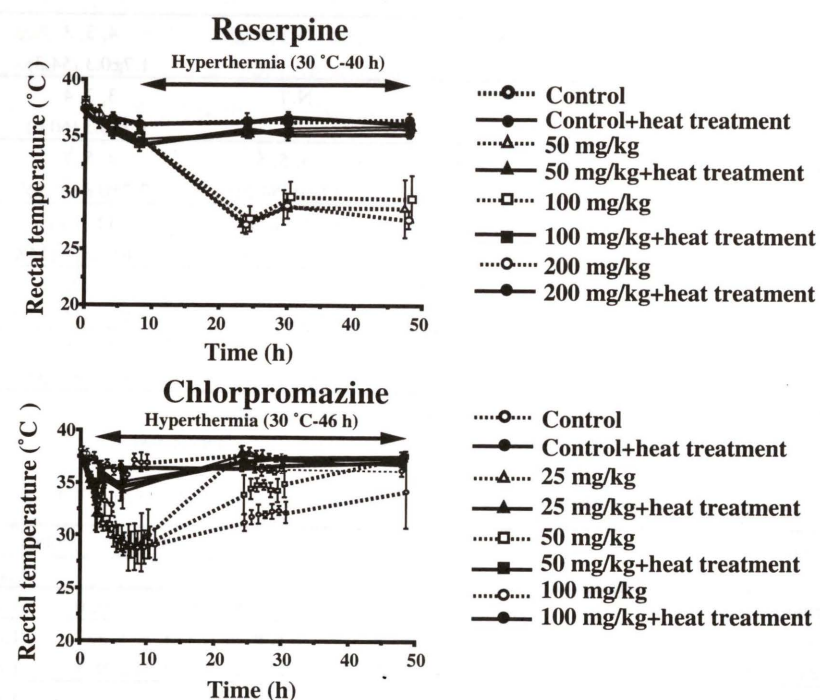 Reserpine
Hyperthermia (30 ˚C-40 h)
Rectal temperature (˚C )
40
35
30
25
20
0 10 20 30 40 50
Time (h)
Control
Control+heat treatment
50 mg/kg
50 mg/kg+heat treatment
100 mg/kg
100 mg/kg+heat treatment
200 mg/kg
200 mg/kg+heat treatment
Chlorpromazine
Hyperthermia (30 ˚C-46 h)
Rectal temperature (˚C )
40
35
30
25
20
0 10 20 30 40 50
Time (h)
Control
Control+heat treatment
25 mg/kg
25 mg/kg+heat treatment
50 mg/kg
50 mg/kg+heat treatment
100 mg/kg
100 mg/kg+heat treatment